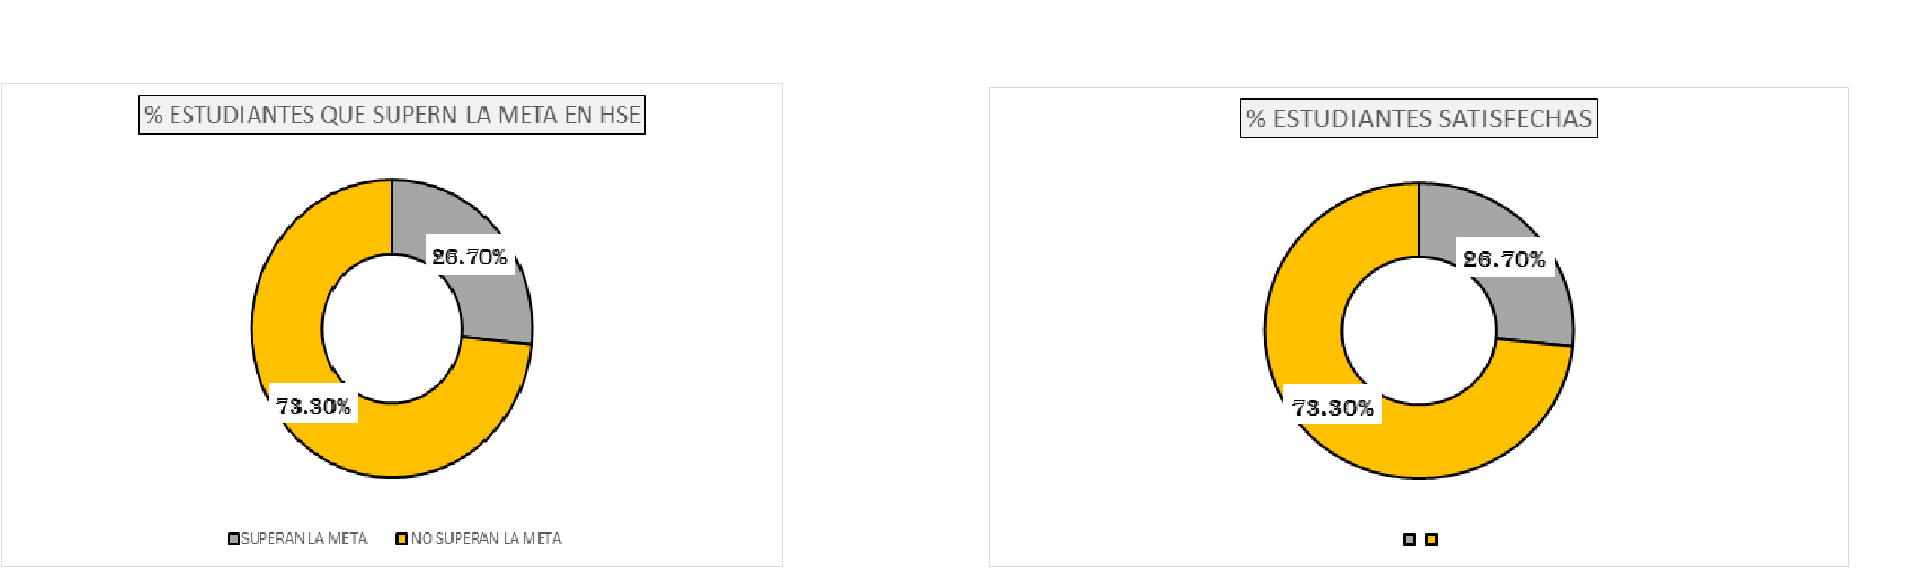 % ESTUDIANTES QUE SUPERN LA META EN HSE
26.70%
73.30%
SUPERAN LA META
NO SUPERAN LA META
% ESTUDIANTES SATISFECHAS
26.70%
73.30%